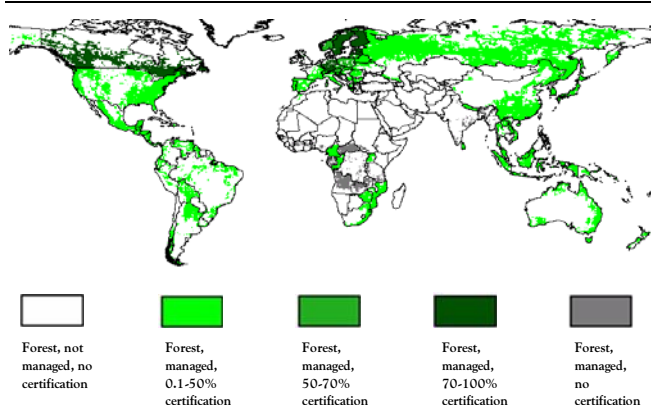 Forest, not
managed, no
certification
Forest,
managed,
0.1-50%
certification
Forest,
managed,
50-70%
certification
Forest,
managed,
70-100%
certification
Forest,
managed,
no
certification